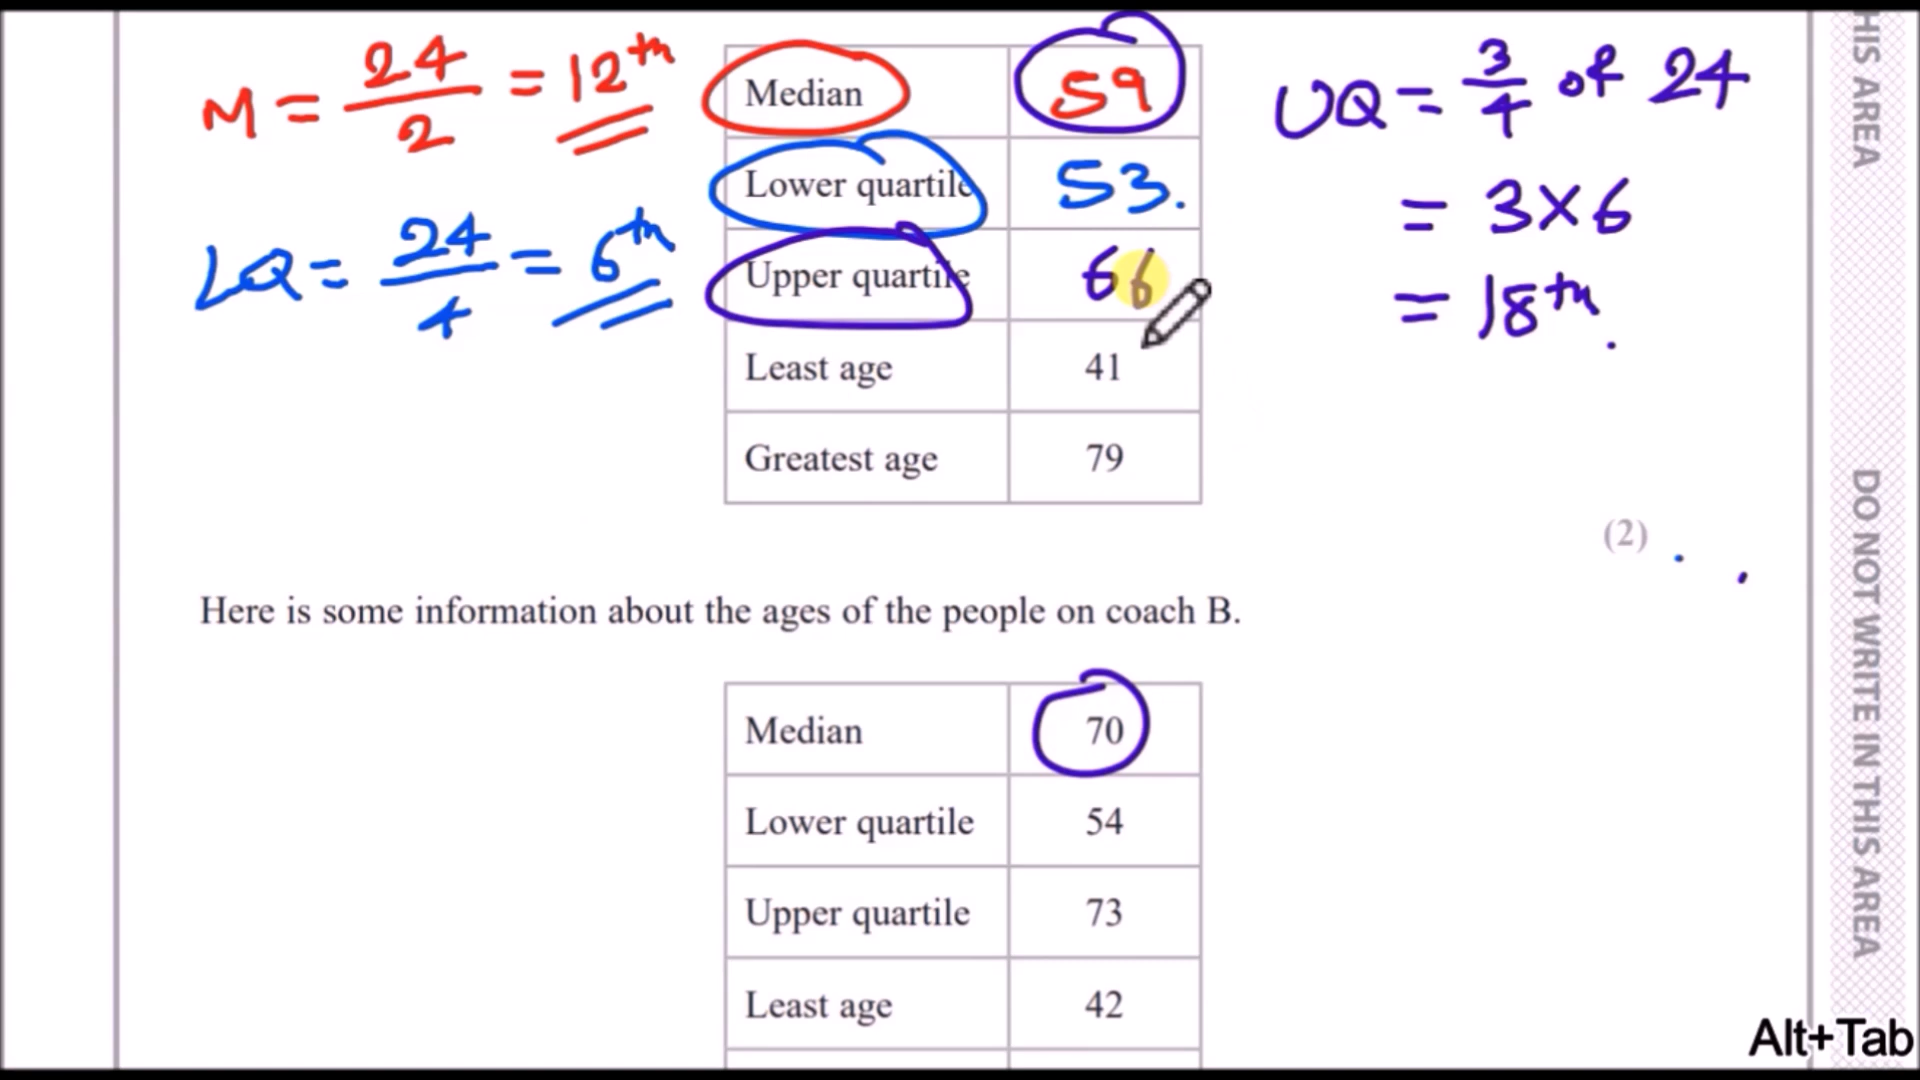 M = 24/2 = 12th
Median 59
UQ = 3/4 of 24
Lower quartile 53.
= 3×6
LQ = 24/4 = 6th
Upper quartile 66
= 18th.
Least age 41
Greatest age 79
(2)
Here is some information about the ages of the people on coach B.
Median 70
Lower quartile 54
Upper quartile 73
Least age 42
HIS AREA
DO NOT WRITE IN THIS AREA
Alt+Tab